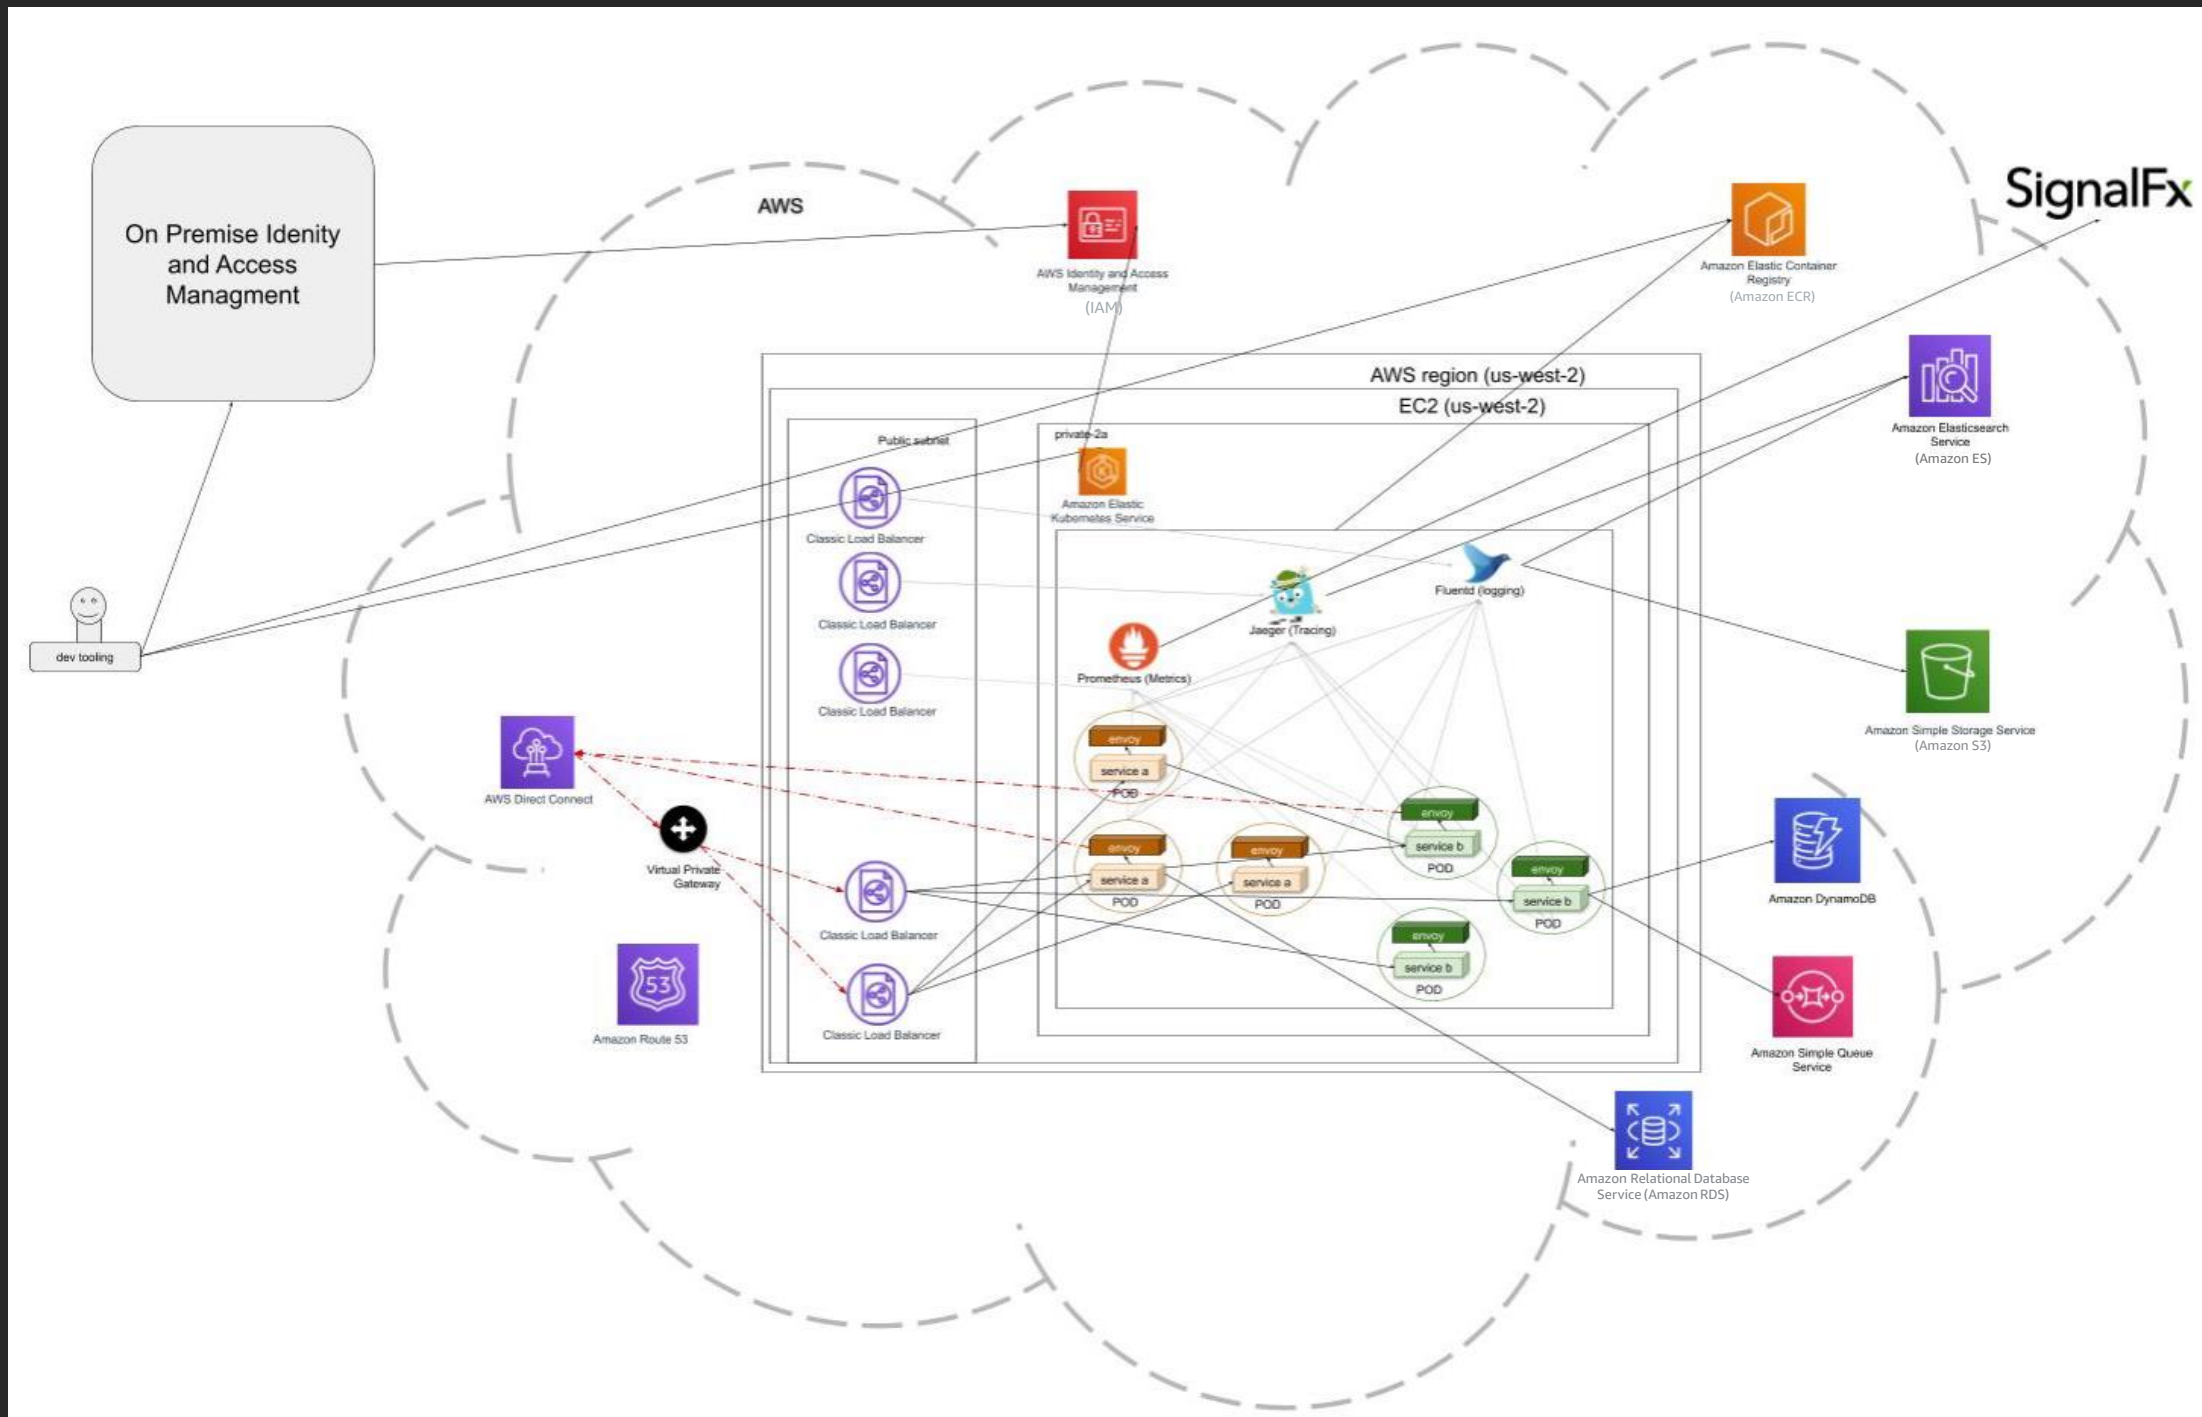 On Premise Idenity
and Access
Managment
AWS
AWS Identity and Access
Management
(IAM)
Amazon Elastic Container
Registry
(Amazon ECR)
SignalFx
AWS region (us-west-2)
EC2 (us-west-2)
Amazon Elasticsearch
Service
(Amazon ES)
Public subnet
private-2a
Amazon Elastic
Kubernetes Service
Classic Load Balancer
Classic Load Balancer
Classic Load Balancer
Fluentd (logging)
Jaeger (Tracing)
Prometheus (Metrics)
dev tooling
Amazon Simple Storage Service
(Amazon S3)
envoy
service a
POD
AWS Direct Connect
Virtual Private
Gateway
envoy
service a
POD
envoy
service a
POD
envoy
service b
POD
envoy
service b
POD
envoy
service b
POD
Classic Load Balancer
Classic Load Balancer
Amazon DynamoDB
53
Amazon Route 53
Amazon Simple Queue
Service
Amazon Relational Database
Service (Amazon RDS)